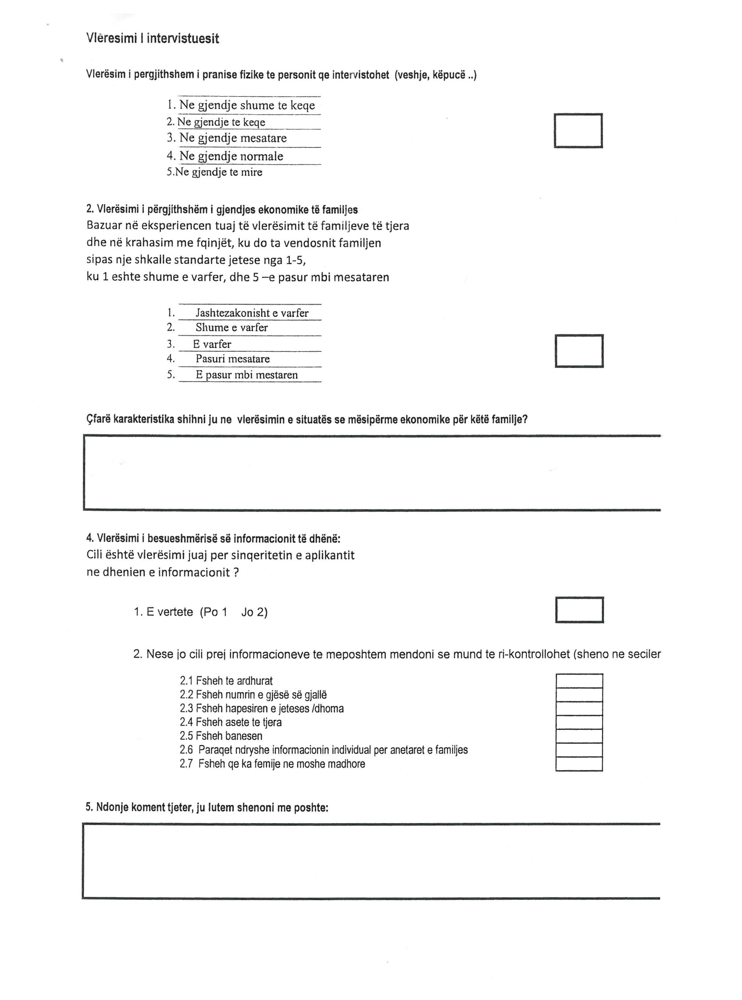 Vlèresimi I intervistuesit
Vlerësim i pergjithshem i pranise fizike te personit qe intervistohet (veshje, këpucë ..)
1. Ne gjendje shume te keqe
2. Ne gjendje te keqe
3. Ne gjendje mesatare
4. Ne gjendje normale
5.Ne gjendje te mire
2. Vlerësimi i përgjithshëm i gjendjes ekonomike të familjes
Bazuar në eksperiencen tuaj të vlerësimit të familjeve të tjera
dhe në krahasim me fqinjët, ku do ta vendosnit familjen
sipas nje shkalle standarte jetese nga 1-5,
ku 1 eshte shume e varfer, dhe 5 –e pasur mbi mesataren
1. Jashtezakonisht e varfer
2. Shume e varfer
3. E varfer
4. Pasuri mesatare
5. E pasur mbi mestaren
Çfarë karakteristika shihni ju ne vlerësimin e situatës se mësipërme ekonomike për këtë familje?
4. Vlerësimi i besueshmërisë së informacionit të dhënë:
Cili është vlerësimi juaj per sinqeritetin e aplikantit
ne dhenien e informacionit ?
1. E vertete (Po 1 Jo 2)
2. Nese jo cili prej informacioneve te meposhtem mendoni se mund te ri-kontrollohet (sheno ne seciler
2.1 Fsheh te ardhurat
2.2 Fsheh numrin e gjësë së gjallë
2.3 Fsheh hapesiren e jeteses /dhoma
2.4 Fsheh asete te tjera
2.5 Fsheh banesen
2.6 Paraqet ndryshe informacionin individual per anetaret e familjes
2.7 Fsheh qe ka femije ne moshe madhore
5. Ndonje koment tjeter, ju lutem shenoni me poshte: